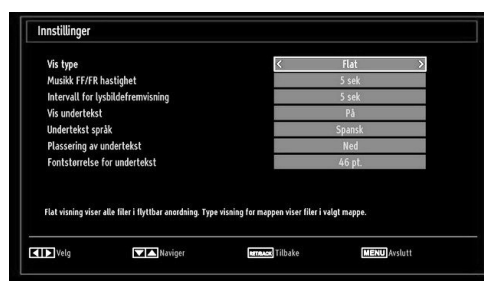 Innstillinger
Vis type < Flat >
Musikk FF/FR hastighet 5 sek
Intervall for lysbildefremvisning 5 sek
Vis undertekst På
Undertekst språk Spansk
Plassering av undertekst Ned
Fontstørrelse for undertekst 46 pt.
Flat visning viser alle filer i flyttbar anordning. Type visning for mappen viser filer i valgt mappe.
Velg Naviger RETBACK Tilbake MENU Avslutt